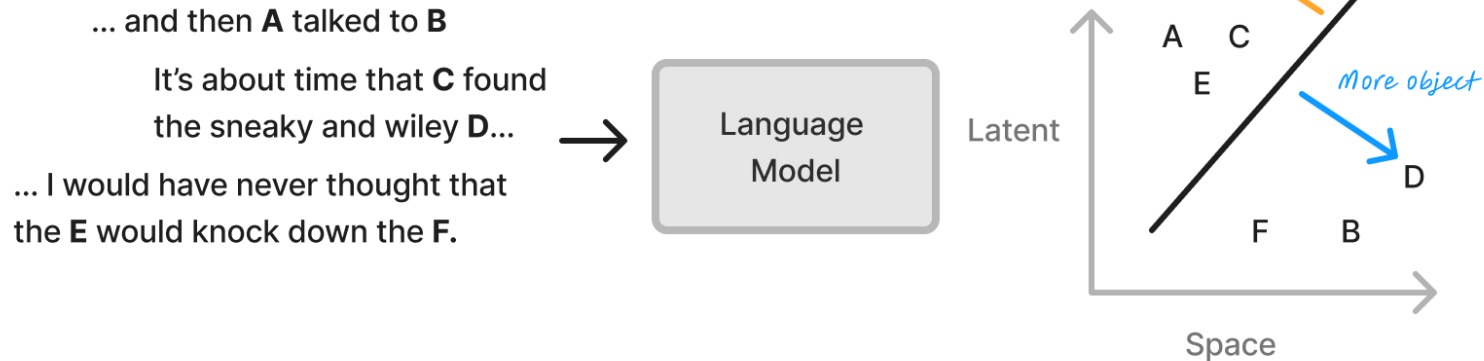 ... and then A talked to B
It's about time that C found
the sneaky and wiley D...
... I would have never thought that
the E would knock down the F.
Language
Model
Latent
Space
A C
E
More object
D
F B